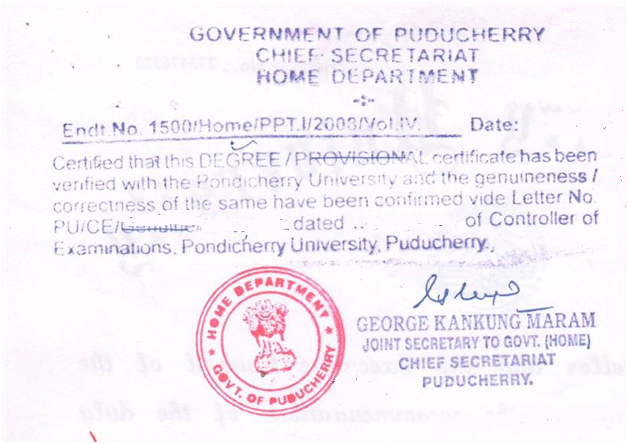 GOVERNMENT OF PUDUCHERRY
CHIEF SECRETARIAT
HOME DEPARTMENT
-:-
Endt.No. 1500/Home/PPT.I/2008/Vol.IV. Date:
Certified that this DEGREE / PROVISIONAL certificate has been
verified with the Pondicherry University and the genuineness /
correctness of the same have been confirmed vide Letter No.
PU/CE/ dated .. of Controller of
Examinations, Pondicherry University, Puducherry.
HOME DEPARTMENT
GOVT. OF PUDUCHERRY
GEORGE KANKUNG MARAM
JOINT SECRETARY TO GOVT. (HOME)
CHIEF SECRETARIAT
PUDUCHERRY.